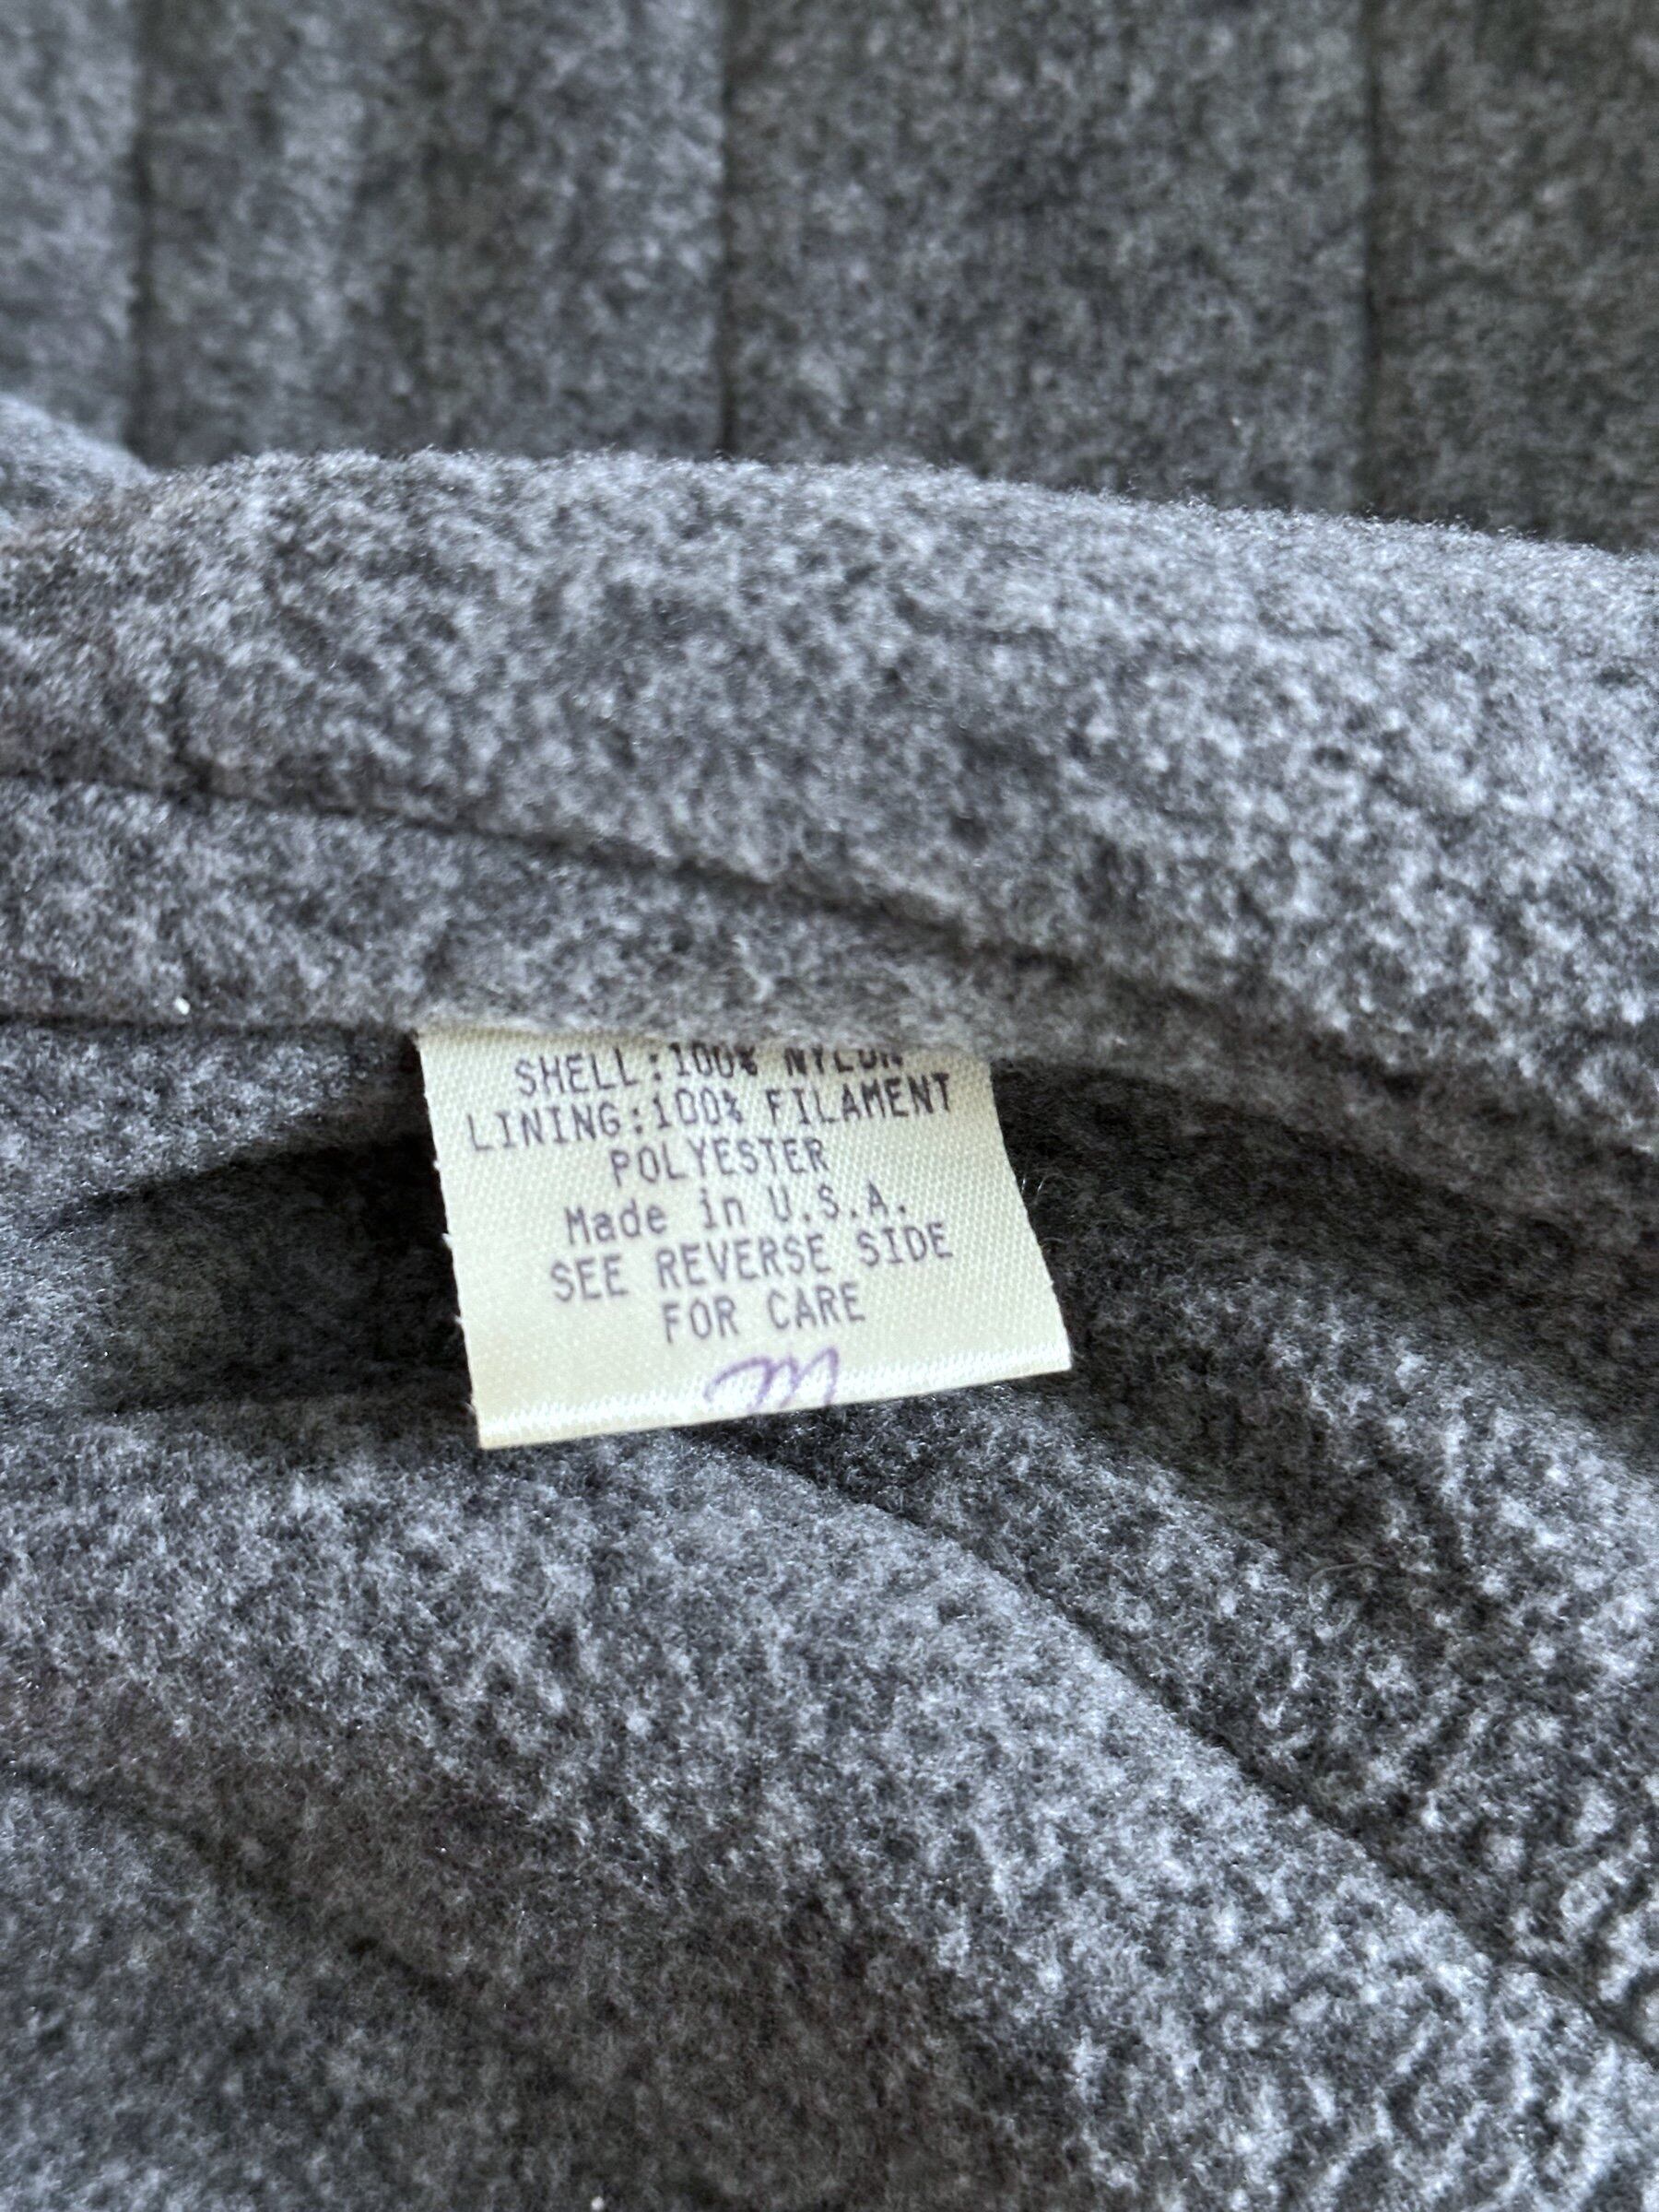 SHELL:100% NYLON
LINING:100% FILAMENT
POLYESTER
Made in U.S.A.
SEE REVERSE SIDE
FOR CARE